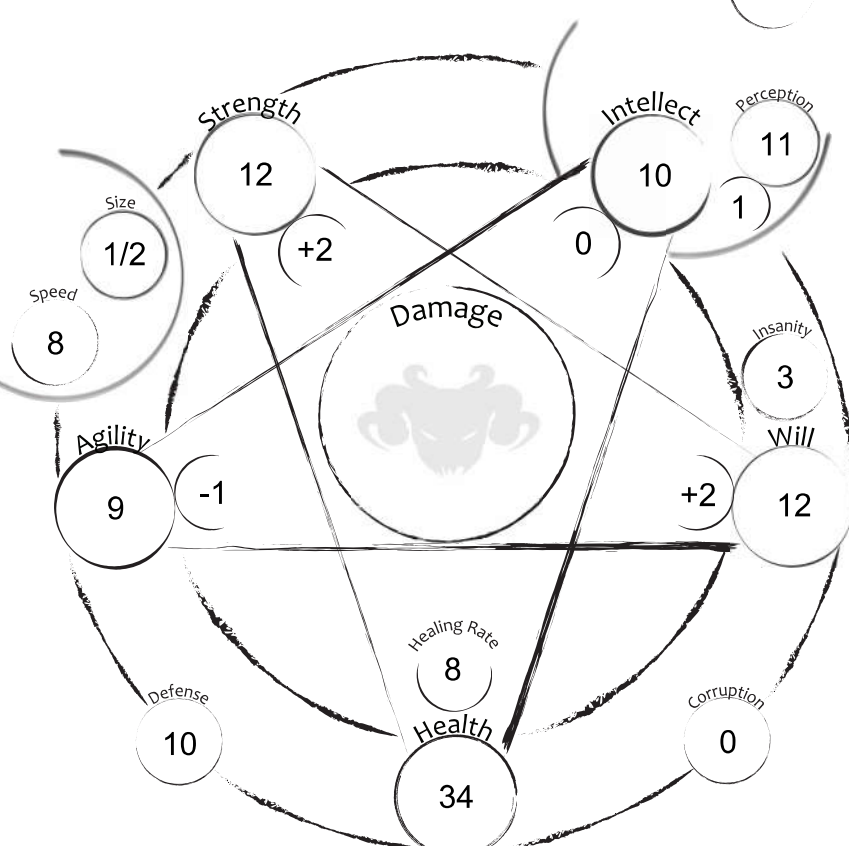 Strength
12
+2
Intellect
10
0
Perception
11
1
Size
1/2
Speed
8
Damage
Insanity
3
Agility
9
-1
Will
12
+2
Healing Rate
8
Health
34
Defense
10
Corruption
0